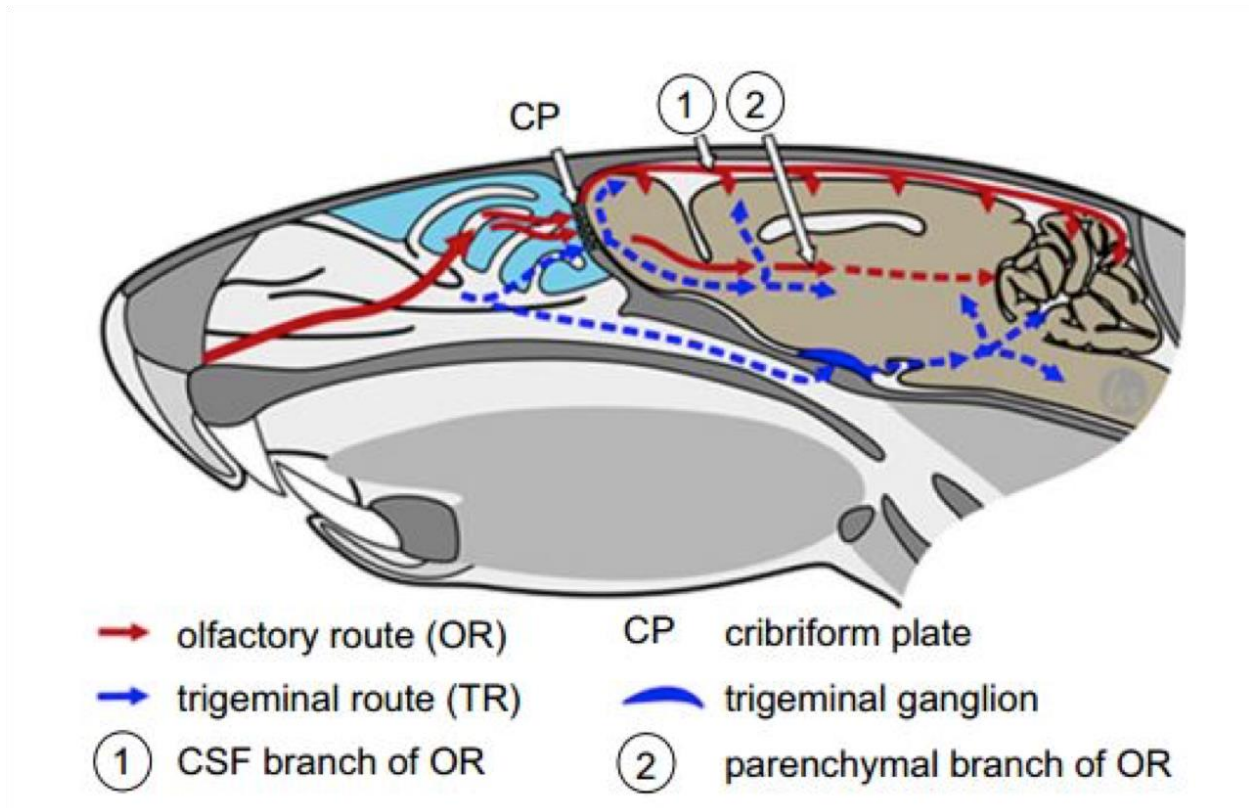 CP
1 2
olfactory route (OR)
CP cribriform plate
trigeminal route (TR)
trigeminal ganglion
1 CSF branch of OR
2 parenchymal branch of OR